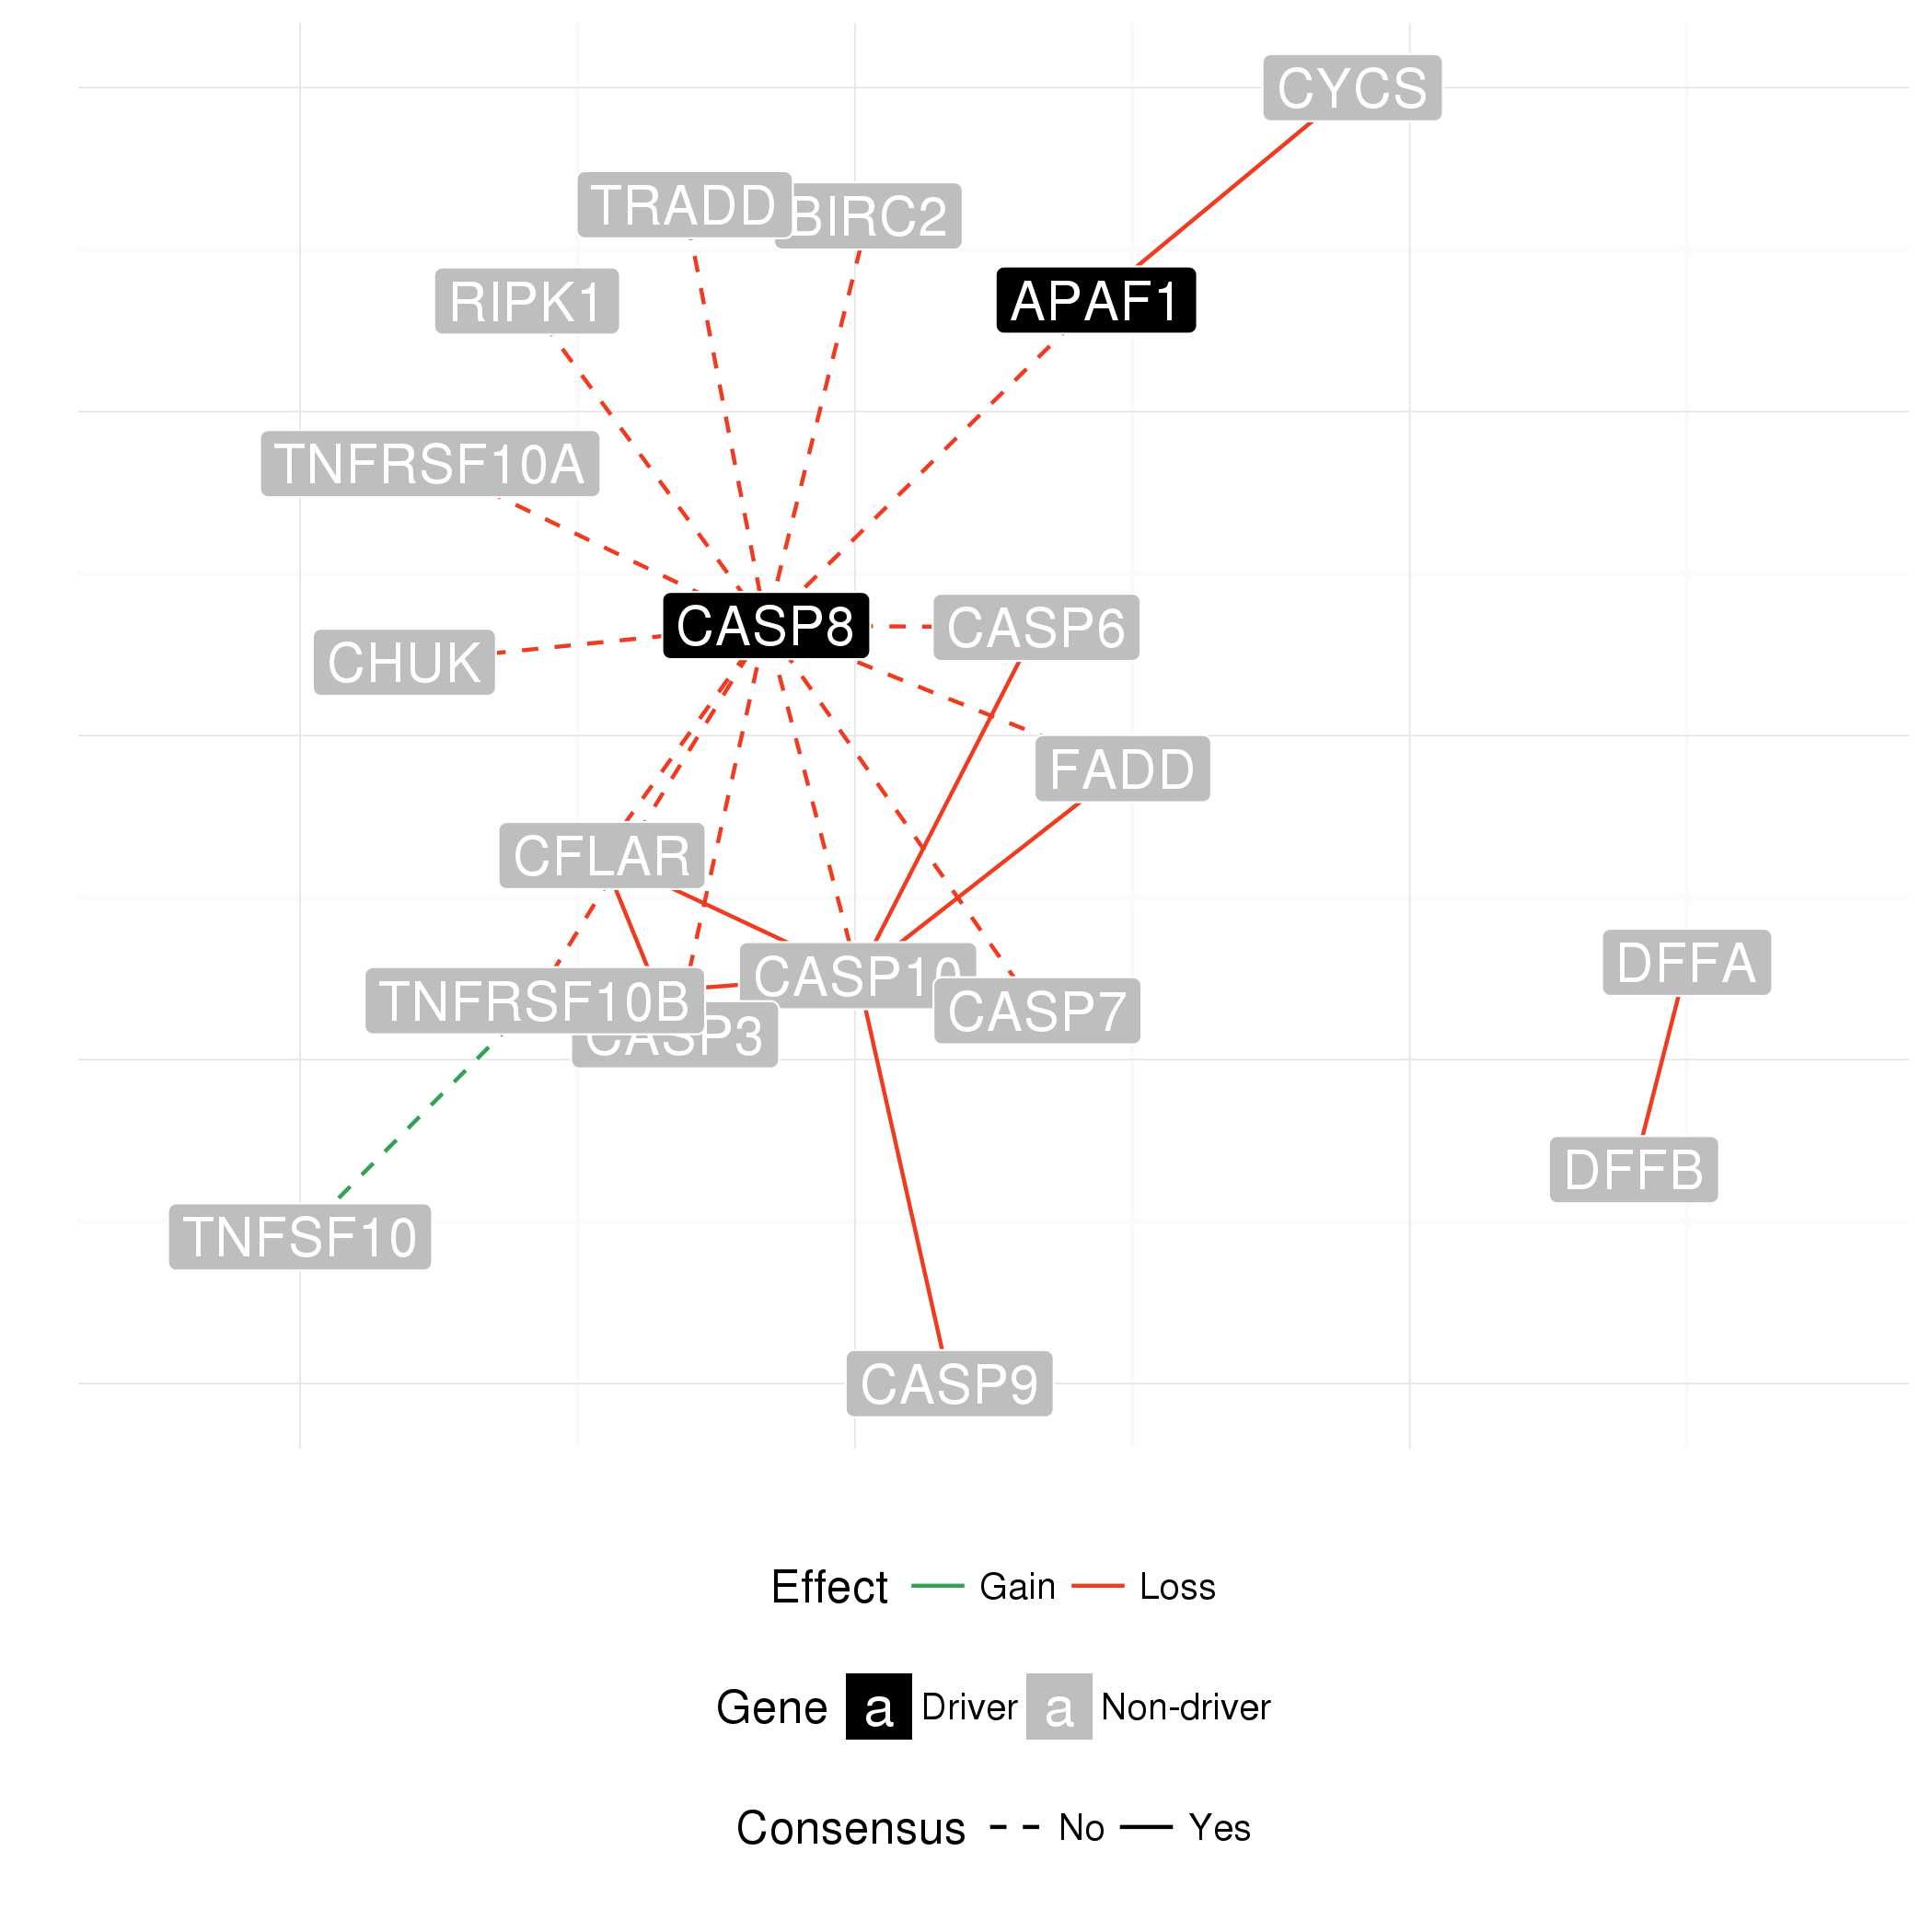 CYCS
TRADD
BIRC2
RIPK1
APAF1
TNFRSF10A
CASP8
CASP6
CHUK
FADD
CFLAR
DFFA
CASP10
TNFRSF10B
CASP7
CASP3
DFFB
TNFSF10
CASP9
Effect Gain Loss
Gene a Driver a Non-driver
Consensus No Yes